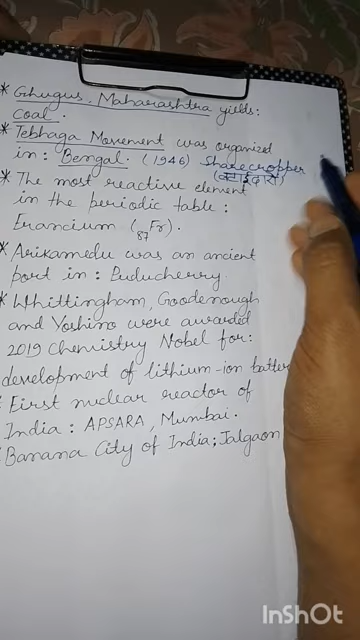 * Ghugus, Maharashtra yields:
coal.
* Tebhaga Movement was organized
in: Bengal. (1946) Sharecropper
* The most reactive element
in the periodic table:
Francium (87Fr).
* Arikamedu was an ancient
port in: Puducherry.
* Whittingham, Goodenough
and Yoshino were awarded
2019 Chemistry Nobel for:
development of lithium-ion batter
* First nuclear reactor of
India: APSARA, Mumbai.
* Banana City of India; Jalgaon
InShOt